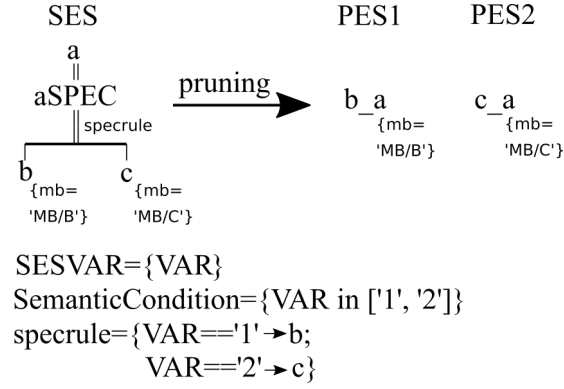 SES PES1 PES2
a
aSPEC pruning b_a c_a
specrule {mb= {mb=
'MB/B'} 'MB/C'}
b c
{mb= {mb=
'MB/B'} 'MB/C'}
SESVAR={VAR}
SemanticCondition={VAR in ['1', '2']}
specrule={VAR=='1'→b;
VAR=='2'→c}